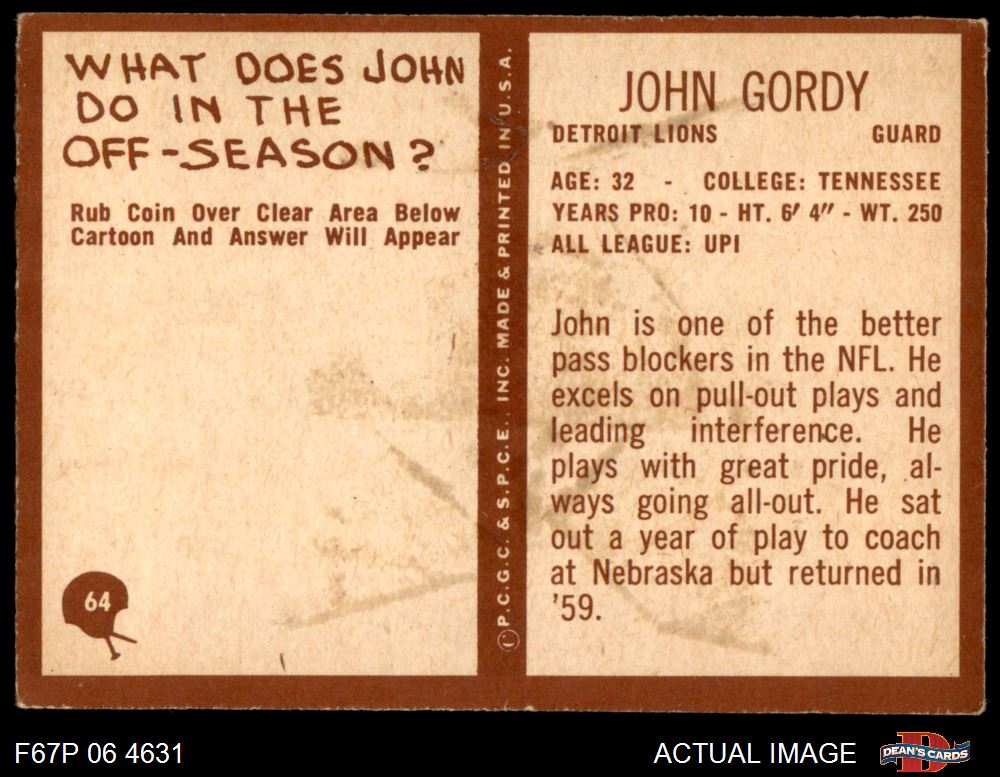 WHAT DOES JOHN
DO IN THE
OFF-SEASON?
Rub Coin Over Clear Area Below
Cartoon And Answer Will Appear
64
Ⓒ P.C.G.C. & S.P.C.E., INC. MADE & PRINTED IN U.S.A.
JOHN GORDY
DETROIT LIONS GUARD
AGE: 32 - COLLEGE: TENNESSEE
YEARS PRO: 10 - HT. 6' 4" - WT. 250
ALL LEAGUE: UPI
John is one of the better
pass blockers in the NFL. He
excels on pull-out plays and
leading interference. He
plays with great pride, al-
ways going all-out. He sat
out a year of play to coach
at Nebraska but returned in
'59.
F67P 06 4631
ACTUAL IMAGE
D
DEAN'S CARDS